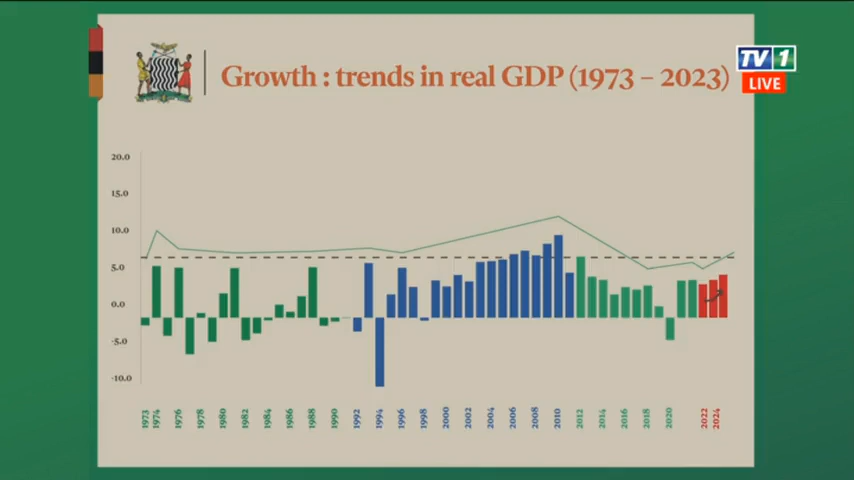 TV1
LIVE
Growth : trends in real GDP (1973 – 2023)
20.0
15.0
10.0
5.0
0.0
-5.0
-10.0
1973 1974 1976 1978 1980 1982 1984 1986 1988 1990 1992 1994 1996 1998 2000 2002 2004 2006 2008 2010 2012 2014 2016 2018 2020 2022 2024